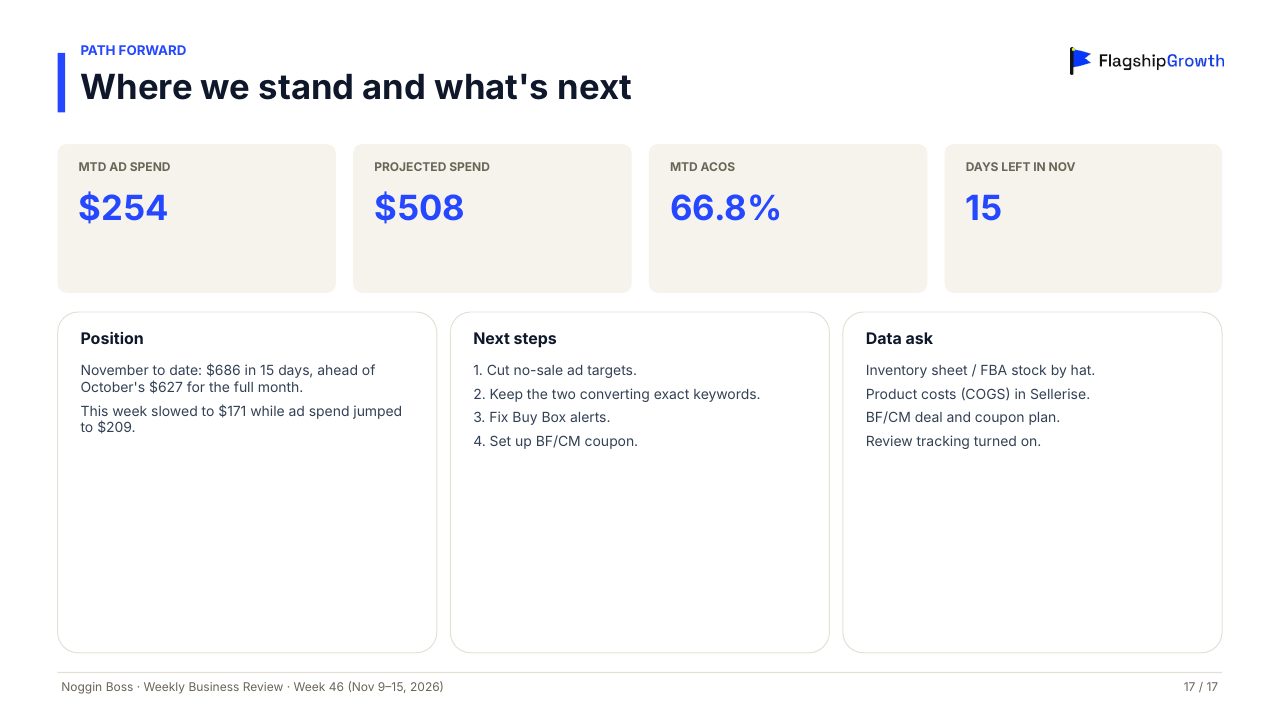 PATH FORWARD
Where we stand and what's next
FlagshipGrowth
MTD AD SPEND
$254
PROJECTED SPEND
$508
MTD ACOS
66.8%
DAYS LEFT IN NOV
15
Position
November to date: $686 in 15 days, ahead of
October's $627 for the full month.
This week slowed to $171 while ad spend jumped
to $209.
Next steps
1. Cut no-sale ad targets.
2. Keep the two converting exact keywords.
3. Fix Buy Box alerts.
4. Set up BF/CM coupon.
Data ask
Inventory sheet / FBA stock by hat.
Product costs (COGS) in Sellerise.
BF/CM deal and coupon plan.
Review tracking turned on.
Noggin Boss · Weekly Business Review · Week 46 (Nov 9–15, 2026)
17 / 17